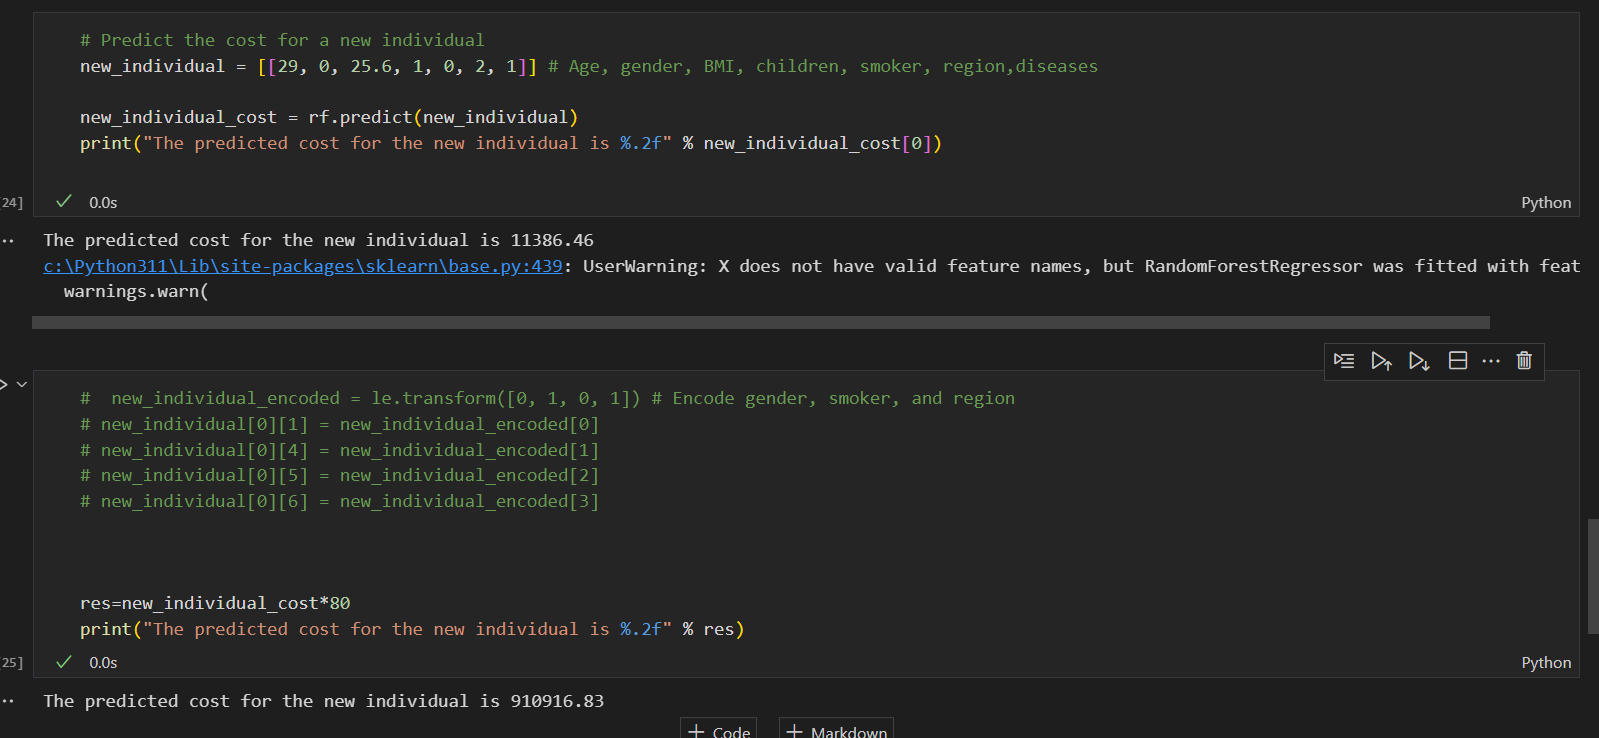 # Predict the cost for a new individual
new_individual = [[29, 0, 25.6, 1, 0, 2, 1]] # Age, gender, BMI, children, smoker, region,diseases
new_individual_cost = rf.predict(new_individual)
print("The predicted cost for the new individual is %.2f" % new_individual_cost[0])
24]
0.0s
Python
The predicted cost for the new individual is 11386.46
c:\Python311\Lib\site-packages\sklearn\base.py:439: UserWarning: X does not have valid feature names, but RandomForestRegressor was fitted with feat
warnings.warn(
#  new_individual_encoded = le.transform([0, 1, 0, 1]) # Encode gender, smoker, and region
# new_individual[0][1] = new_individual_encoded[0]
# new_individual[0][4] = new_individual_encoded[1]
# new_individual[0][5] = new_individual_encoded[2]
# new_individual[0][6] = new_individual_encoded[3]
res=new_individual_cost*80
print("The predicted cost for the new individual is %.2f" % res)
25]
0.0s
Python
The predicted cost for the new individual is 910916.83
+ Code
+ Markdown